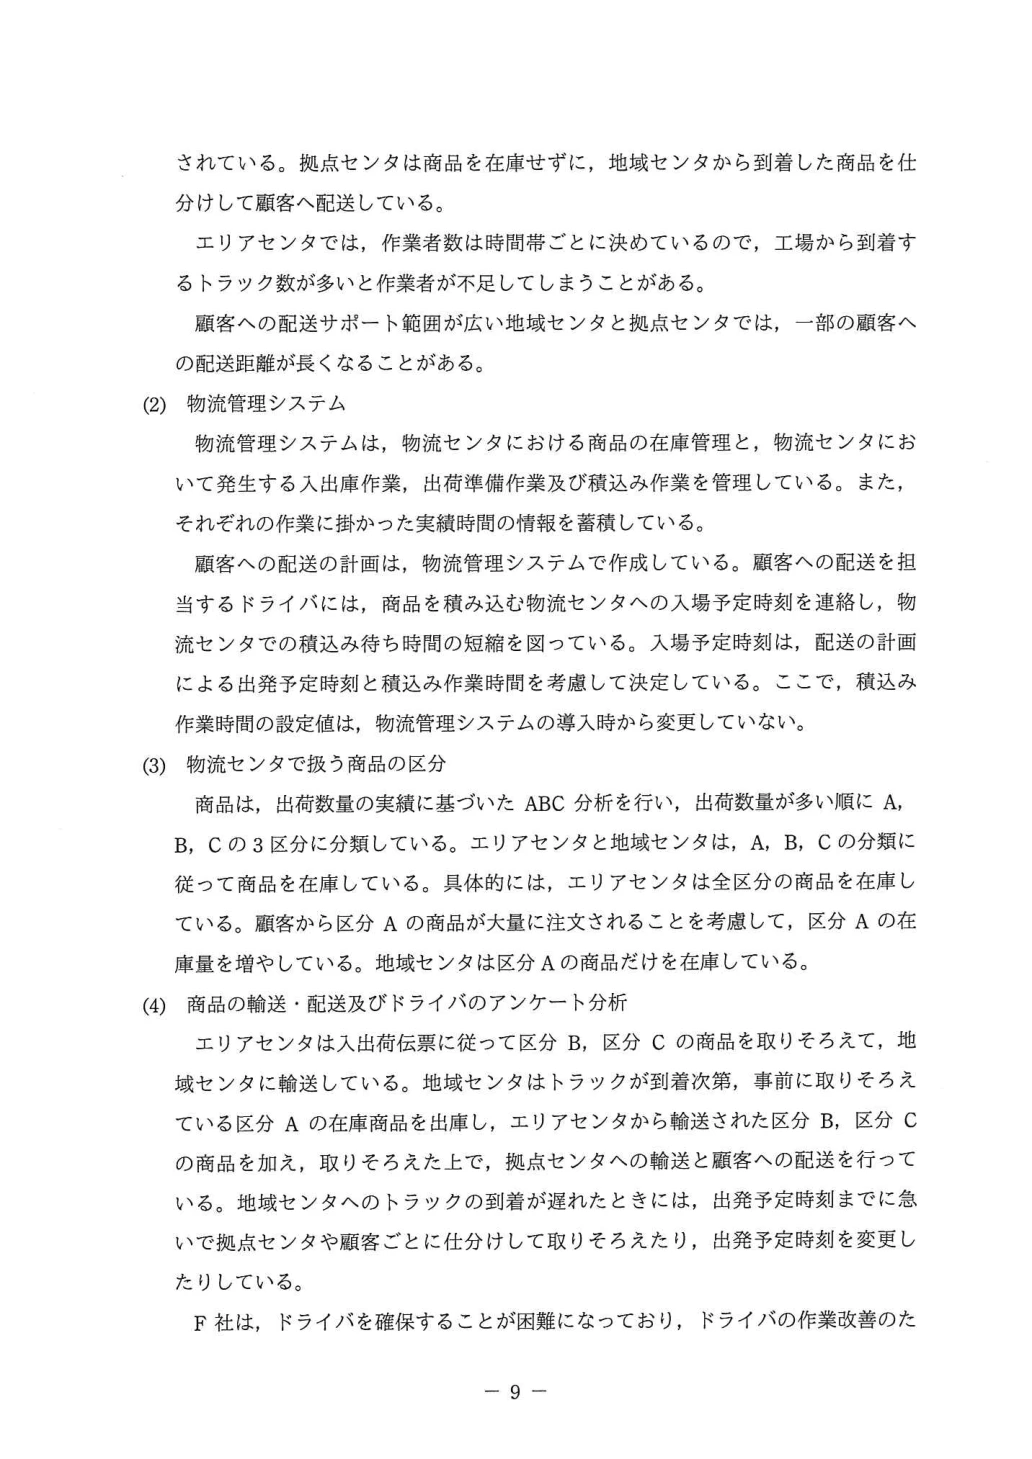 されている。拠点センタは商品を在庫せずに，地域センタから到着した商品を仕
分けして顧客へ配送している。
エリアセンタでは，作業者数は時間帯ごとに決めているので，工場から到着す
るトラック数が多いと作業者が不足してしまうことがある。
顧客への配送サポート範囲が広い地域センタと拠点センタでは，一部の顧客へ
の配送距離が長くなることがある。
(2) 物流管理システム
物流管理システムは，物流センタにおける商品の在庫管理と，物流センタにお
いて発生する入出庫作業，出荷準備作業及び積込み作業を管理している。また，
それぞれの作業に掛かった実績時間の情報を蓄積している。
顧客への配送の計画は，物流管理システムで作成している。顧客への配送を担
当するドライバには，商品を積み込む物流センタへの入場予定時刻を連絡し，物
流センタでの積込み待ち時間の短縮を図っている。入場予定時刻は，配送の計画
による出発予定時刻と積込み作業時間を考慮して決定している。ここで，積込み
作業時間の設定値は，物流管理システムの導入時から変更していない。
(3) 物流センタで扱う商品の区分
商品は，出荷数量の実績に基づいた ABC 分析を行い，出荷数量が多い順に A，
B，C の 3 区分に分類している。エリアセンタと地域センタは，A，B，C の分類に
従って商品を在庫している。具体的には，エリアセンタは全区分の商品を在庫し
ている。顧客から区分 A の商品が大量に注文されることを考慮して，区分 A の在
庫量を増やしている。地域センタは区分 A の商品だけを在庫している。
(4) 商品の輸送・配送及びドライバのアンケート分析
エリアセンタは入出荷伝票に従って区分 B，区分 C の商品を取りそろえて，地
域センタに輸送している。地域センタはトラックが到着次第，事前に取りそろえ
ている区分 A の在庫商品を出庫し，エリアセンタから輸送された区分 B，区分 C
の商品を加え，取りそろえた上で，拠点センタへの輸送と顧客への配送を行って
いる。地域センタへのトラックの到着が遅れたときには，出発予定時刻までに急
いで拠点センタや顧客ごとに仕分けして取りそろえたり，出発予定時刻を変更し
たりしている。
F 社は，ドライバを確保することが困難になっており，ドライバの作業改善のた
－ 9 －